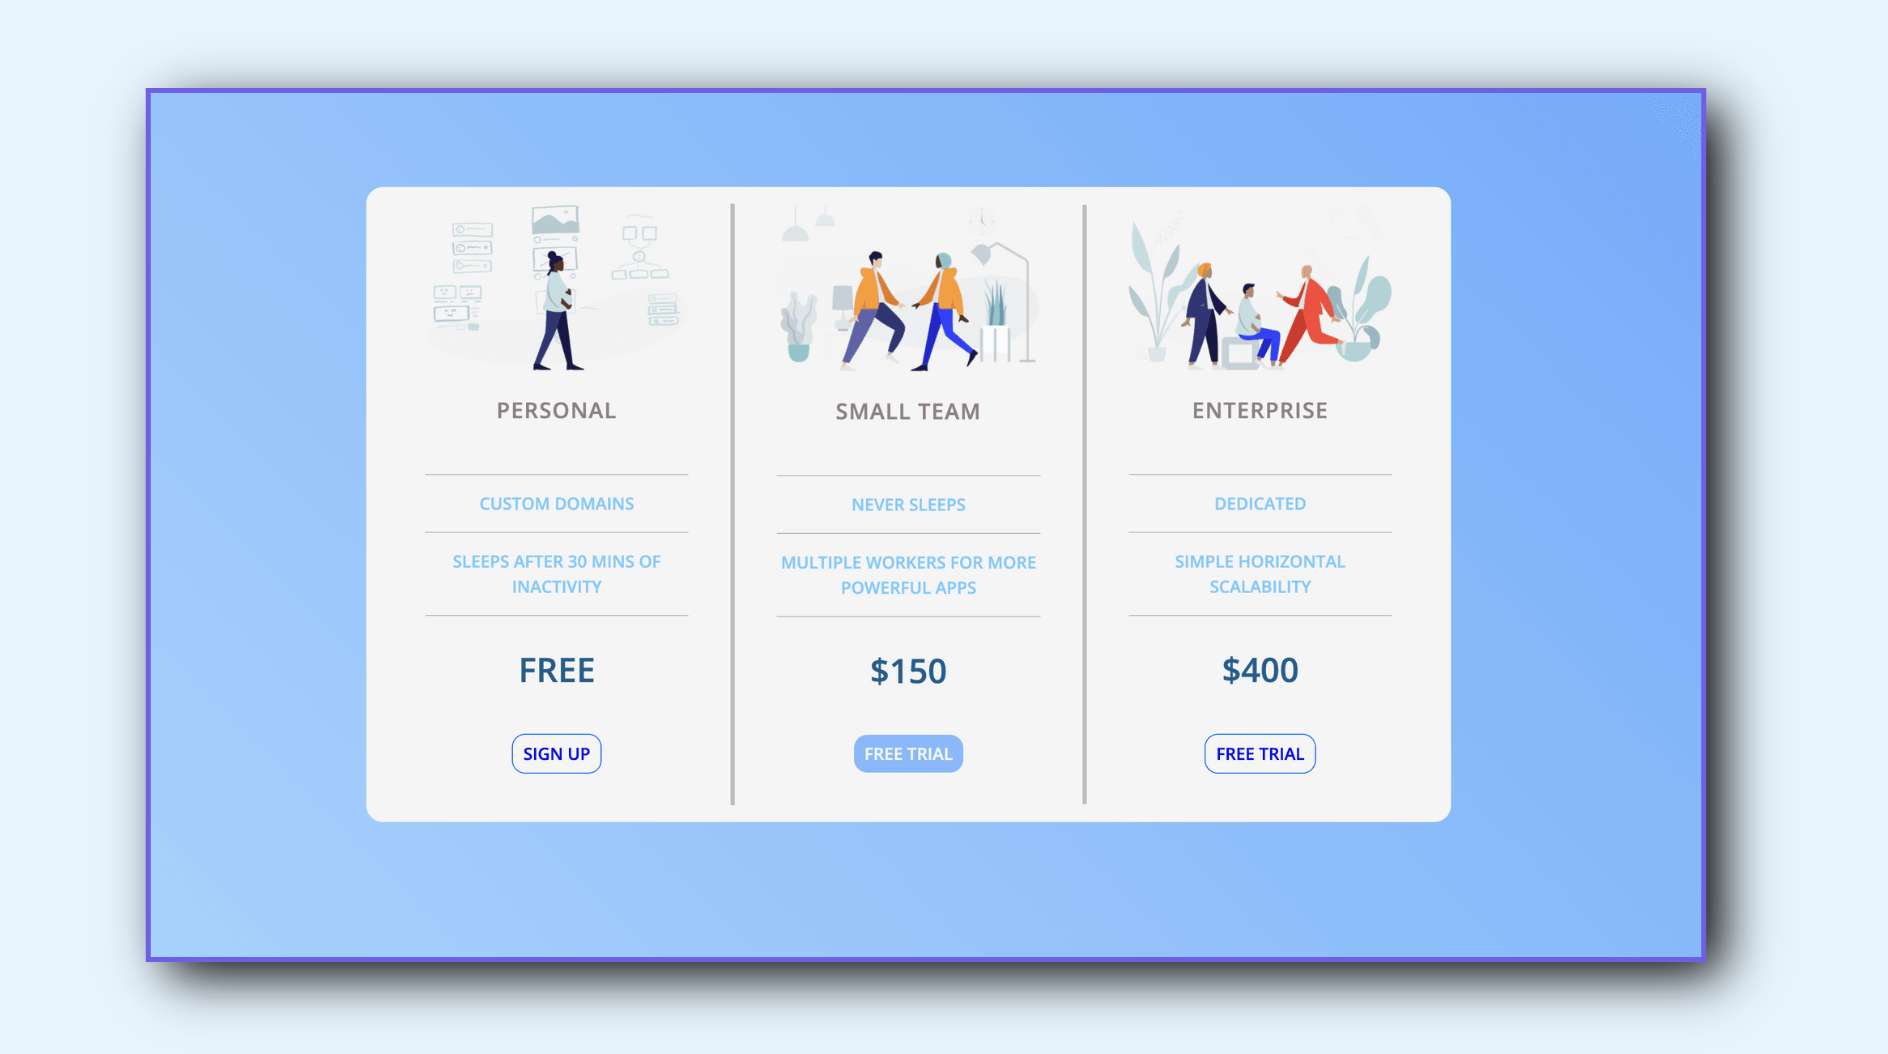 PERSONAL
CUSTOM DOMAINS
SLEEPS AFTER 30 MINS OF
INACTIVITY
FREE
SIGN UP
SMALL TEAM
NEVER SLEEPS
MULTIPLE WORKERS FOR MORE
POWERFUL APPS
$150
FREE TRIAL
ENTERPRISE
DEDICATED
SIMPLE HORIZONTAL
SCALABILITY
$400
FREE TRIAL